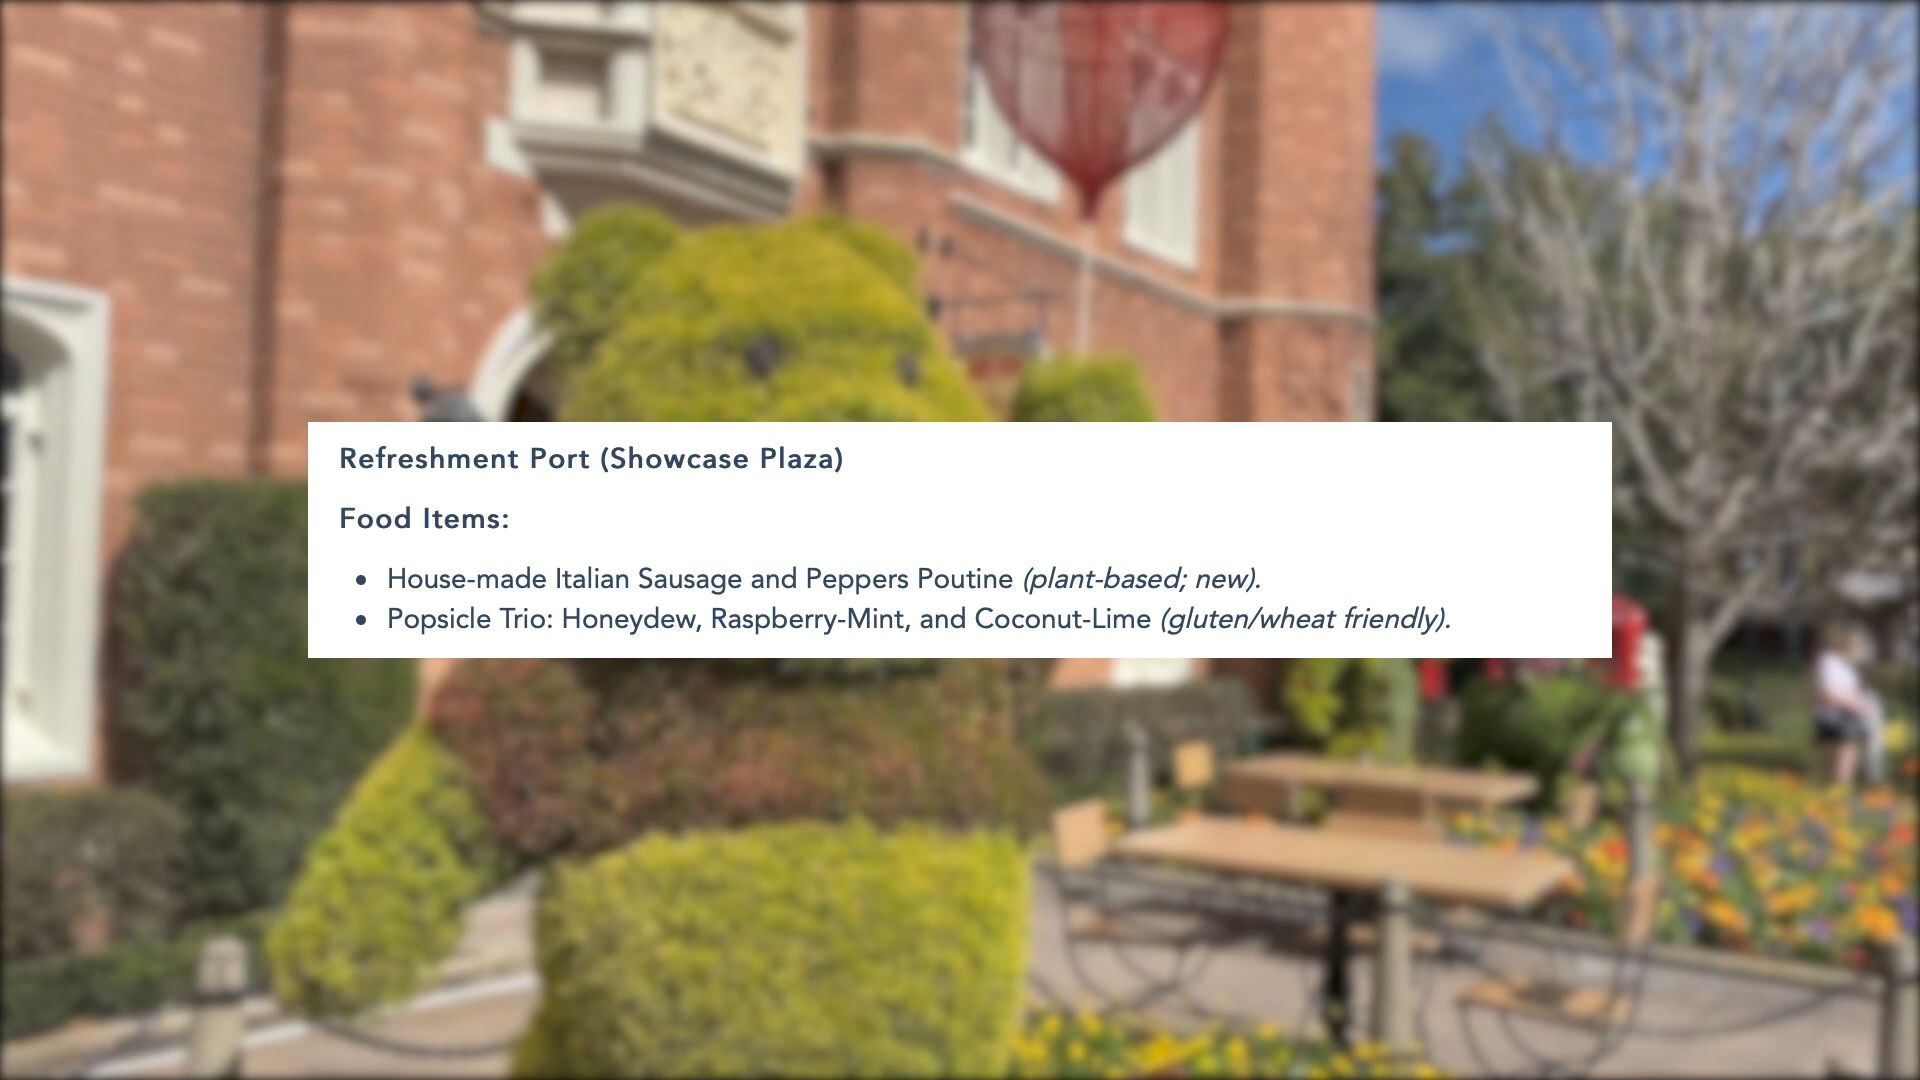 Refreshment Port (Showcase Plaza)
Food Items:
• House-made Italian Sausage and Peppers Poutine (plant-based; new).
• Popsicle Trio: Honeydew, Raspberry-Mint, and Coconut-Lime (gluten/wheat friendly).